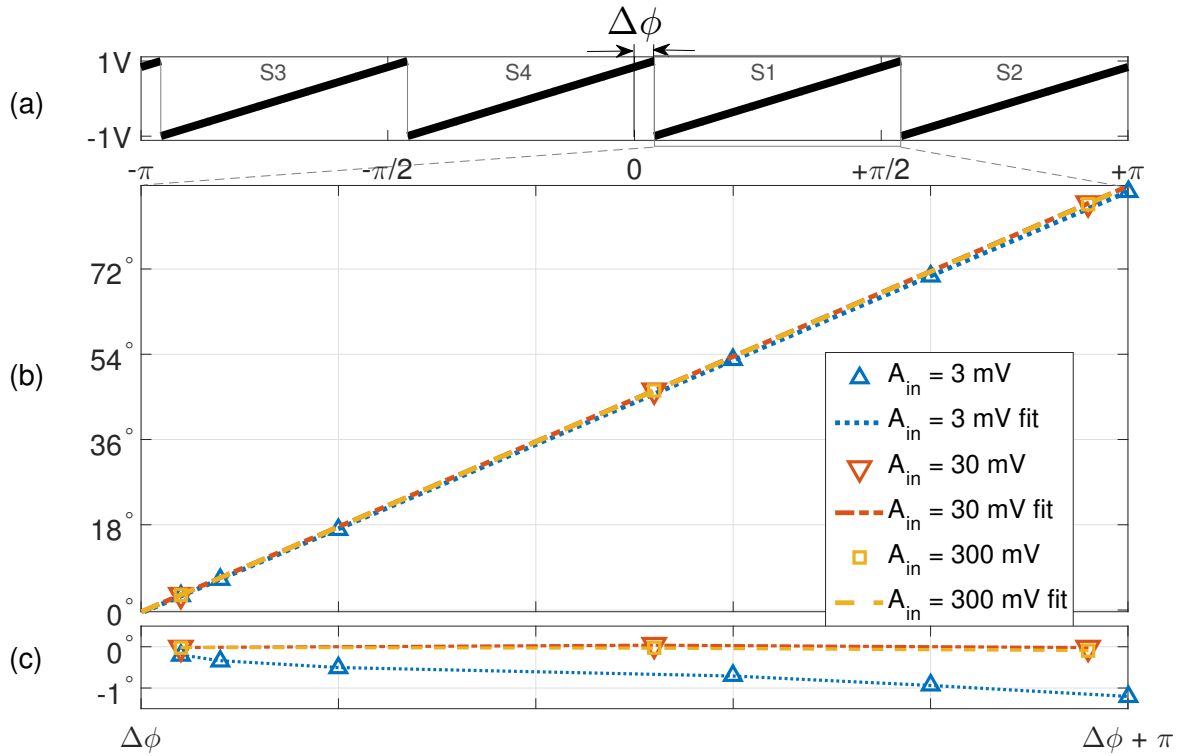 Δϕ
(a)
1V
-1V
S3
S4
S1
S2
-π
-π/2
0
+π/2
+π
(b)
72°
54°
36°
18°
0°
A_in = 3 mV
A_in = 3 mV fit
A_in = 30 mV
A_in = 30 mV fit
A_in = 300 mV
A_in = 300 mV fit
(c)
0°
-1°
Δϕ
Δϕ + π